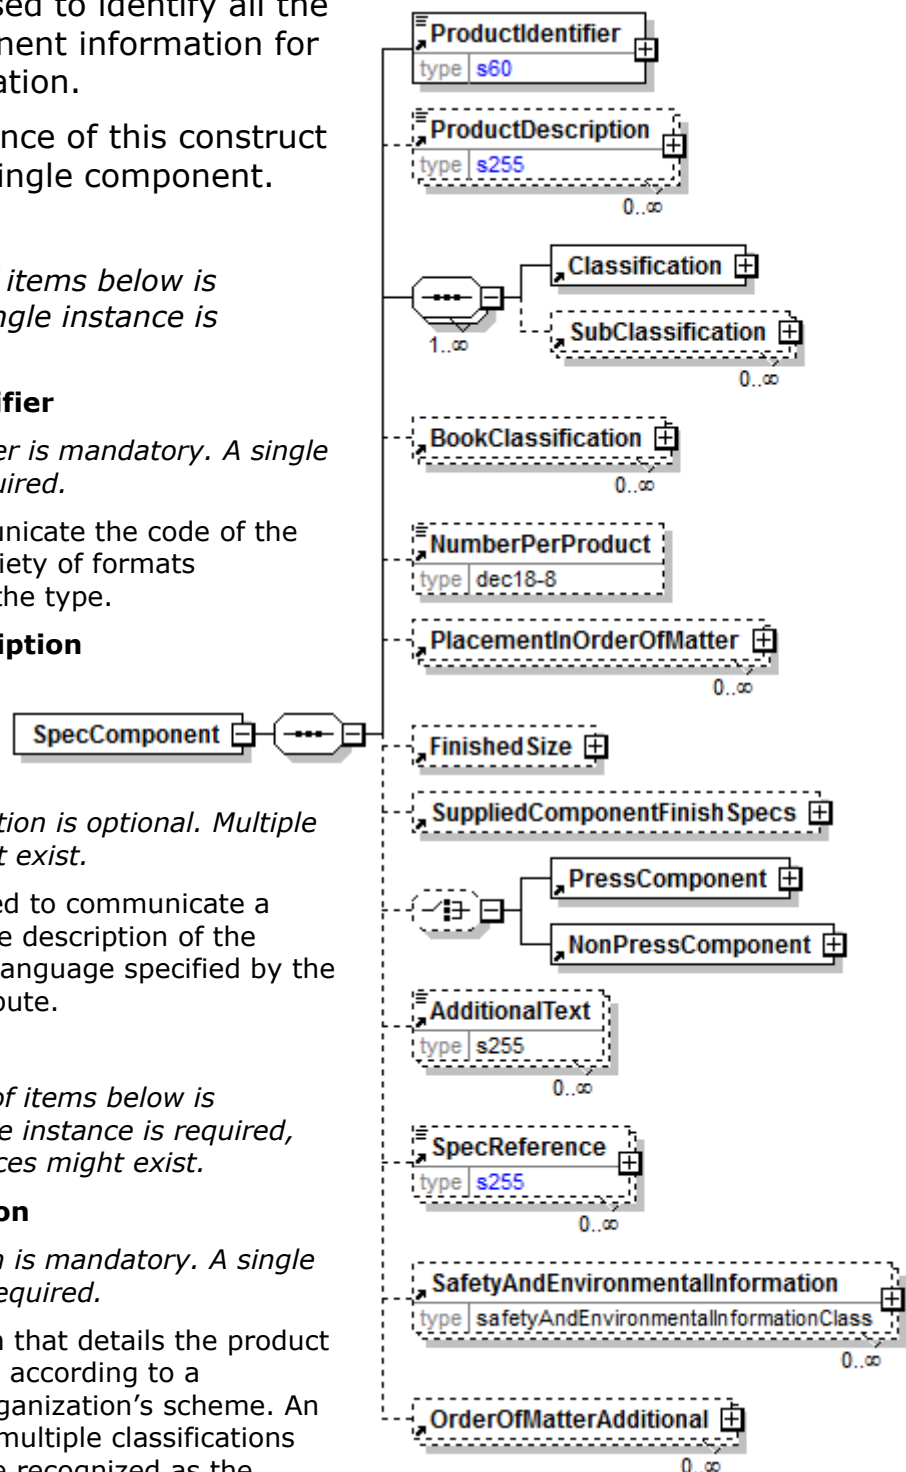 sed to identify all the
nent information for
ation.
nce of this construct
ingle component.
items below is
ngle instance is
ifier
er is mandatory. A single
uired.
unicate the code of the
riety of formats
the type.
iption
tion is optional. Multiple
t exist.
ed to communicate a
e description of the
language specified by the
bute.
of items below is
e instance is required,
ces might exist.
on
n is mandatory. A single
equired.
n that details the product
according to a
ganization's scheme. An
multiple classifications
e recognized as the
SpecComponent
ProductIdentifier
type s60
ProductDescription
type s255
0..∞
1..∞
Classification
SubClassification
0..∞
BookClassification
0..∞
NumberPerProduct
type dec18-8
PlacementInOrderOfMatter
0..∞
FinishedSize
SuppliedComponentFinishSpecs
PressComponent
NonPressComponent
AdditionalText
type s255
0..∞
SpecReference
type s255
0..∞
SafetyAndEnvironmentalInformation
type safetyAndEnvironmentalInformationClass
0..∞
OrderOfMatterAdditional
0..∞